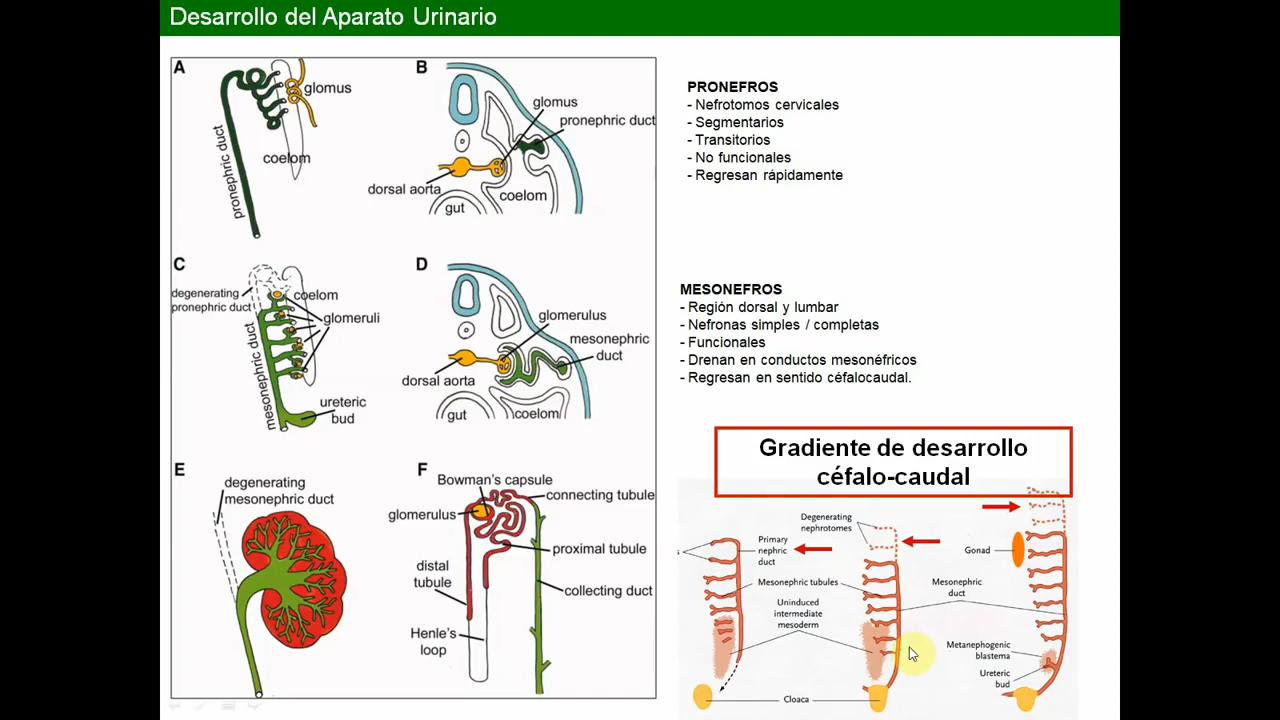 Desarrollo del Aparato Urinario
A
glomus
pronephric duct
coelom
B
glomus
pronephric duct
dorsal aorta
coelom
gut
C
degenerating
pronephric duct
coelom
glomeruli
mesonephric duct
ureteric
bud
D
glomerulus
mesonephric
duct
dorsal aorta
gut
coelom
E
degenerating
mesonephric duct
F
Bowman's capsule
connecting tubule
glomerulus
proximal tubule
distal
tubule
collecting duct
Henle's
loop
PRONEFROS
- Nefrotomos cervicales
- Segmentarios
- Transitorios
- No funcionales
- Regresan rápidamente
MESONEFROS
- Región dorsal y lumbar
- Nefronas simples / completas
- Funcionales
- Drenan en conductos mesonéfricos
- Regresan en sentido céfalocaudal.
Gradiente de desarrollo
céfalo-caudal
Degenerating
nephrotomes
Primary
nephric
duct
s
Gonad
Mesonephric tubules
Mesonephric
duct
Uninduced
intermediate
mesoderm
Metanephogenic
blastema
Ureteric
bud
Cloaca